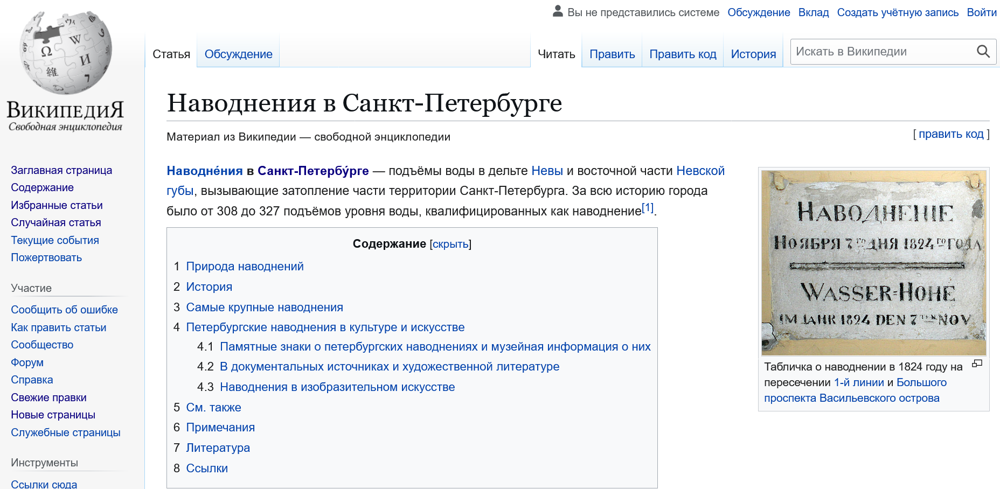 Вы не представились системе Обсуждение Вклад Создать учётную запись Войти
Статья Обсуждение Читать Править Править код История Искать в Википедии
ВикипедиЯ
Свободная энциклопедия
Заглавная страница
Содержание
Избранные статьи
Случайная статья
Текущие события
Пожертвовать
Участие
Сообщить об ошибке
Как править статьи
Сообщество
Форум
Справка
Свежие правки
Новые страницы
Служебные страницы
Инструменты
Ссылки сюда
Наводнения в Санкт-Петербурге
Материал из Википедии — свободной энциклопедии
[ править код ]
Наводне́ния в Санкт-Петербу́рге — подъёмы воды в дельте Невы и восточной части Невской
губы, вызывающие затопление части территории Санкт-Петербурга. За всю историю города
было от 308 до 327 подъёмов уровня воды, квалифицированных как наводнение[1].
Содержание [скрыть]
1 Природа наводнений
2 История
3 Самые крупные наводнения
4 Петербургские наводнения в культуре и искусстве
4.1 Памятные знаки о петербургских наводнениях и музейная информация о них
4.2 В документальных источниках и художественной литературе
4.3 Наводнения в изобразительном искусстве
5 См. также
6 Примечания
7 Литература
8 Ссылки
НАВОДНЕНІЕ
НОЯБРЯ 7ГО ДНЯ 1824ГО ГОДА
WASSER=HOHE
IM JAHR 1824 DEN 7TEN NOV
Табличка о наводнении в 1824 году на
пересечении 1-й линии и Большого
проспекта Васильевского острова